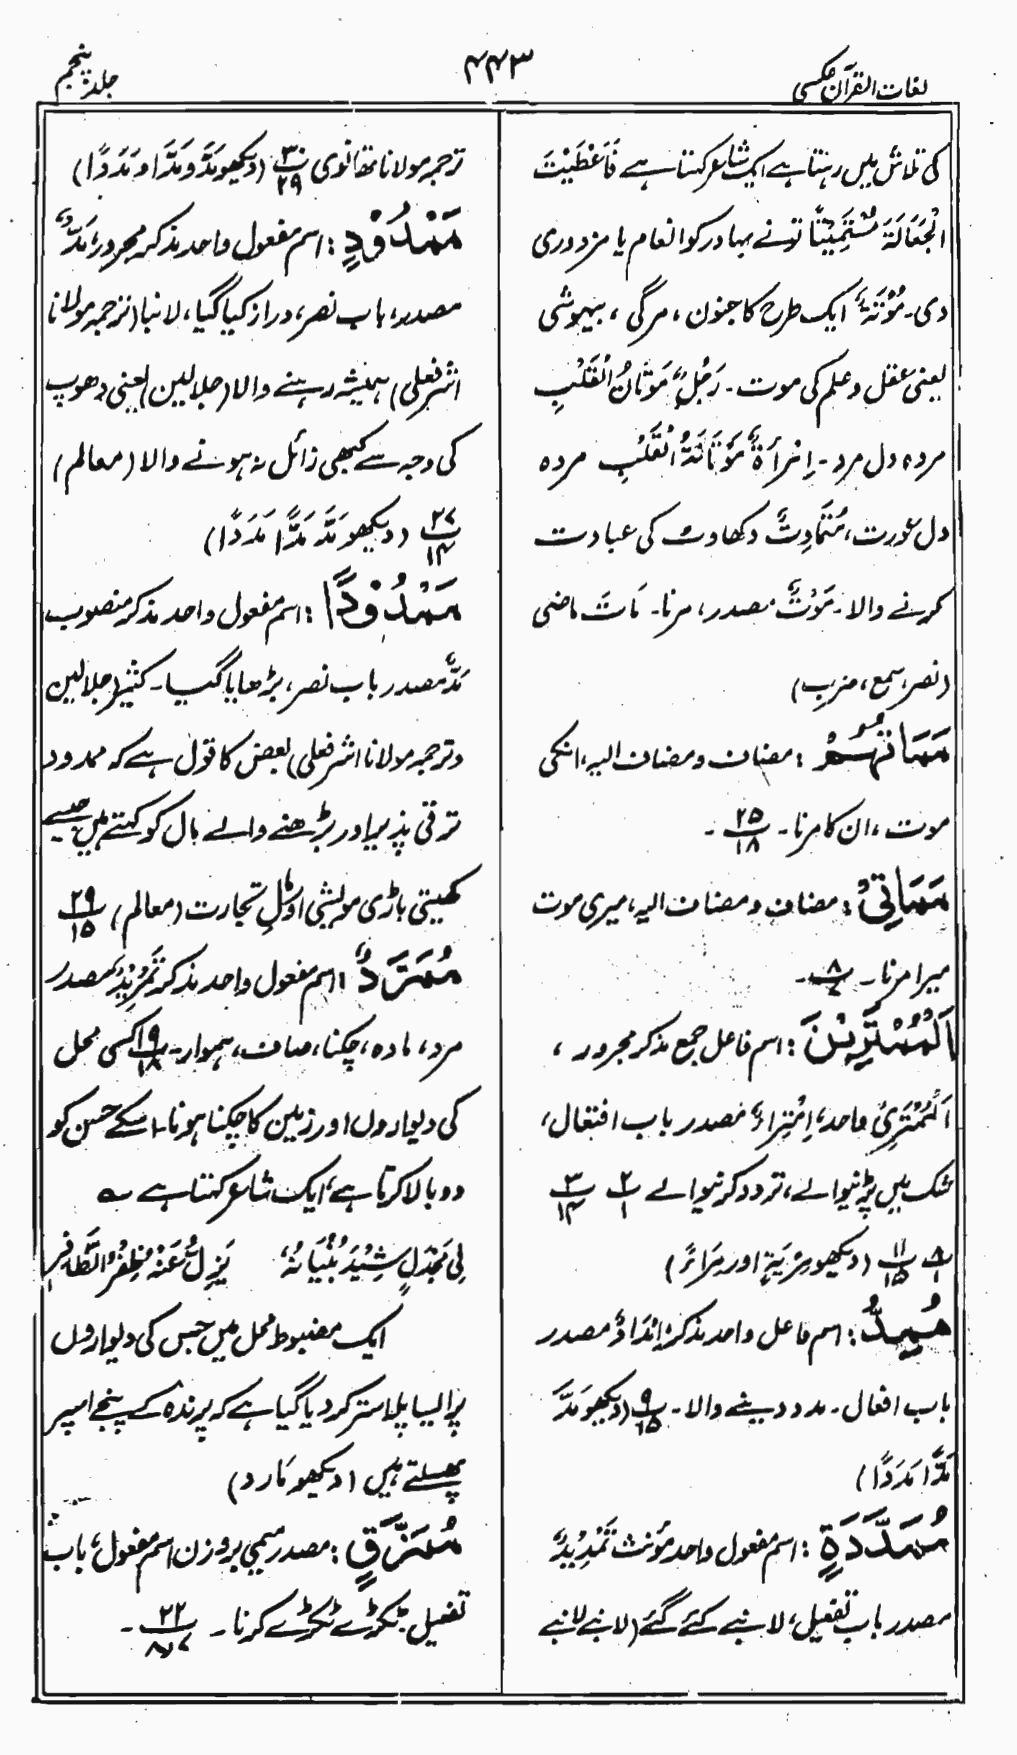 لغات القرآن عکسی
۴۴۳
جلد پنجم
کی تلاش میں رہتا ہے ایک شاعر کہتا ہے فَاَعْطَیْتَ
الْجَعَالَۃَ مُسْتَمِیْتًا تونے بہادر کو انعام یا مزدوری
دی۔ مُوْتَۃٌ ایک طرح کا جنون، مرگی، بیہوشی
یعنی عقل و علم کی موت۔ رَجُلٌ مَوْتَانُ الْقَلْبِ
مردہ دل مرد۔ اِمْرَأَۃٌ مَوْتَانَۃُ الْقَلْبِ مردہ
دل عورت، مُتَمَاوِتٌ دکھاوٹ کی عبادت
کرنے والا۔ مَوْتٌ مصدر، مرنا۔ مَاتَ ماضی
(نصر، سمع، ضرب)
مَمَاتُهُمْ: مضاف و مضاف الیہ، انکی
موت، ان کا مرنا۔ ۲۵/۱۸۔
مَمَاتِیْ: مضاف و مضاف الیہ، میری موت
میرا مرنا۔ ۸/۷۔
اَلْمُمْتَرِیْنَ: اسم فاعل جمع مذکر مجرور،
اَلْمُمْتَرِیْ واحد، اِمْتِرَاءٌ مصدر باب افتعال،
شک میں پڑنیوالے، تردد کرنیوالے ۲/۱ ۳/۱۴
۸/۱ ۱۱/۱۵ (دیکھو مِرْیَۃٍ اور مِرَاءً)
مُمِدٌّ: اسم فاعل واحد مذکر، اِمْدَادٌ مصدر
باب افعال۔ مدد دینے والا۔ ۹/۱۵ (دیکھو مَدَّ
مَدًّا مَدَدًا)
مُمَدَّدَۃٍ: اسم مفعول واحد مؤنث تَمْدِیْدٌ
مصدر باب تفعیل، لانبے کئے گئے (لانبے لانبے
ترجمہ مولانا تھانوی ۳۰/۲۹ (دیکھو مَدَّ و مَدًّا و مَدَدًا)
مَمْدُوْدٍ: اسم مفعول واحد مذکر مجرور، مَدٌّ
مصدر، باب نصر، دراز کیا گیا، لانبا (ترجمہ مولانا
اشرفعلی) ہمیشہ رہنے والا (جلالین) یعنی دھوپ
کی وجہ سے کبھی زائل نہ ہونے والا (معالم)
۲۷/۱۴ (دیکھو مَدَّ مَدًّا مَدَدًا)
مَمْدُوْدًا: اسم مفعول واحد مذکر منصوب
مَدٌّ مصدر باب نصر، بڑھایا گیا۔ کثیر (جلالین
و ترجمہ مولانا اشرفعلی) بعض کا قول ہے کہ ممدود
ترقی پذیر اور بڑھنے والے مال کو کہتے ہیں جیسے
کھیتی باڑی مویشی اور مالِ تجارت (معالم) ۲۹/۱۵
مُمَرَّدٌ: اسم مفعول واحد مذکر تَمْرِیْدٌ مصدر
مرد، مادہ، چکنا، صاف، ہموار۔ ۱۹/۱۸ کسی محل
کی دیواروں اور زمین کا چکنا ہونا۔ اسکے حسن کو
دوبالا کرتا ہے، ایک شاعر کہتا ہے ؎
فِیْ مَجْدَلٍ شُیِّدَ بُنْیَانُہٗ یَزِلُّ عَنْہُ ظُفُرُ الطَّائِرِ
ایک مضبوط محل میں جس کی دیواروں
پر ایسا پلاستر کر دیا گیا ہے کہ پرندہ کے پنجے اسپر
پھسلتے ہیں (دیکھو مَارد)
مُمَزَّقٍ: مصدر میمی بروزن اسم مفعول، باب
تفعیل ٹکڑے ٹکڑے کرنا۔ ۲۲/۸،۷۔